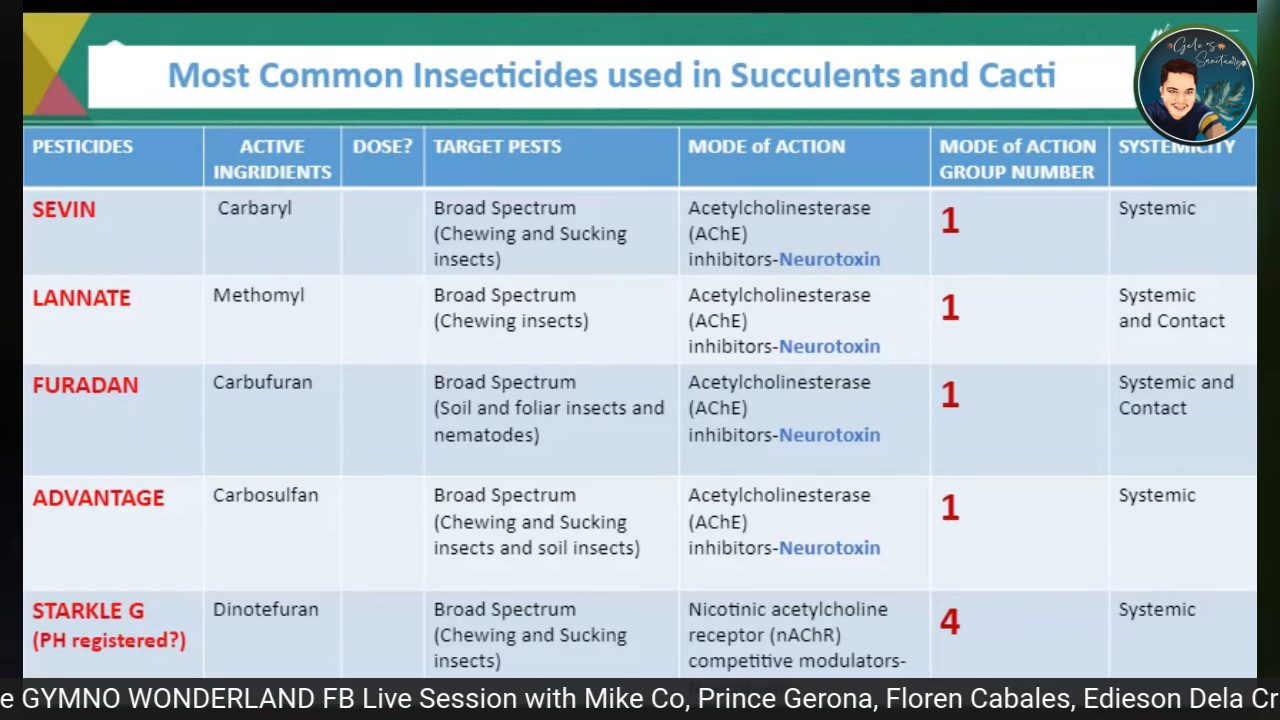 Most Common Insecticides used in Succulents and Cacti
Gelo's
Sanctuary
PESTICIDES
ACTIVE
INGRIDIENTS
DOSE?
TARGET PESTS
MODE of ACTION
MODE of ACTION
GROUP NUMBER
SYSTEMICITY
SEVIN
Carbaryl
Broad Spectrum
(Chewing and Sucking
insects)
Acetylcholinesterase
(AChE)
inhibitors-Neurotoxin
1
Systemic
LANNATE
Methomyl
Broad Spectrum
(Chewing insects)
Acetylcholinesterase
(AChE)
inhibitors-Neurotoxin
1
Systemic
and Contact
FURADAN
Carbufuran
Broad Spectrum
(Soil and foliar insects and
nematodes)
Acetylcholinesterase
(AChE)
inhibitors-Neurotoxin
1
Systemic and
Contact
ADVANTAGE
Carbosulfan
Broad Spectrum
(Chewing and Sucking
insects and soil insects)
Acetylcholinesterase
(AChE)
inhibitors-Neurotoxin
1
Systemic
STARKLE G
(PH registered?)
Dinotefuran
Broad Spectrum
(Chewing and Sucking
insects)
Nicotinic acetylcholine
receptor (nAChR)
competitive modulators-
4
Systemic
e GYMNO WONDERLAND FB Live Session with Mike Co, Prince Gerona, Floren Cabales, Edieson Dela Cr